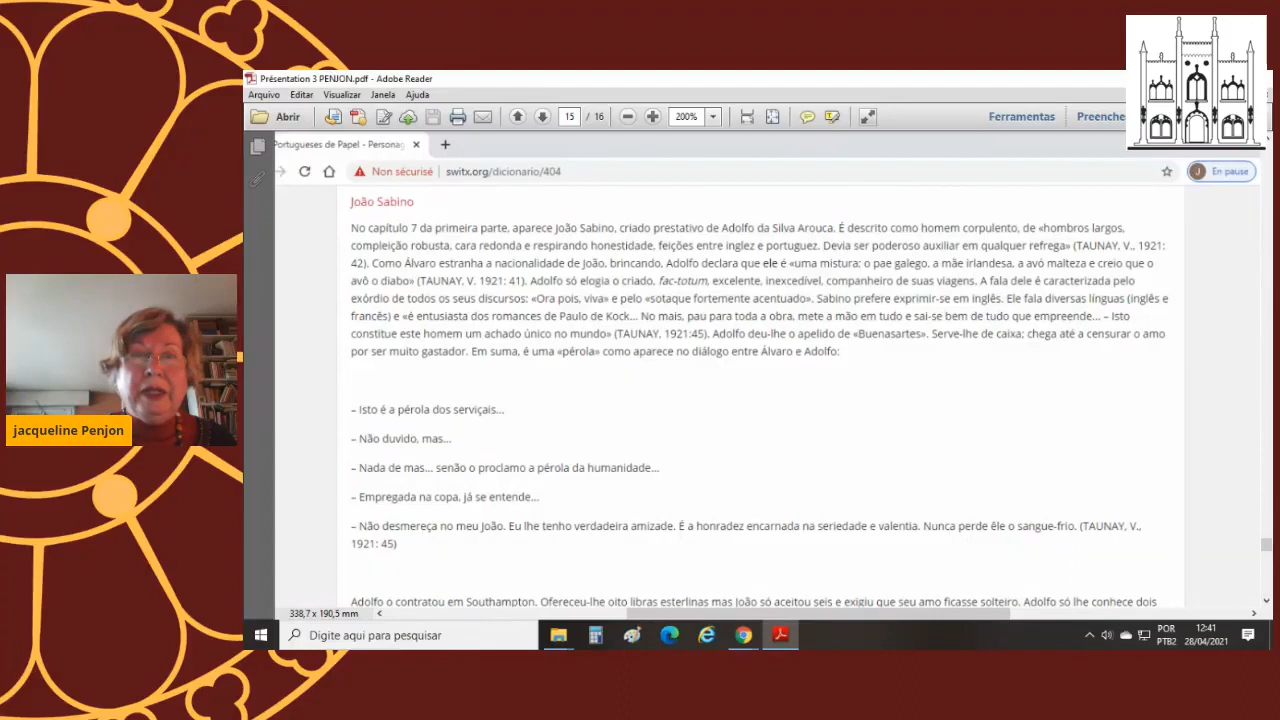 Présentation 3 PENJON.pdf - Adobe Reader
Arquivo Editar Visualizar Janela Ajuda
Abrir 15 / 16 200% Ferramentas Preenche
Portugueses de Papel - Persona
Non sécurisé switx.org/dicionario/404 J En pause
João Sabino
No capítulo 7 da primeira parte, aparece João Sabino, criado prestativo de Adolfo da Silva Arouca. É descrito como homem corpulento, de «hombros largos,
compleição robusta, cara redonda e respirando honestidade, feições entre inglez e portuguez. Devia ser poderoso auxiliar em qualquer refrega» (TAUNAY, V., 1921:
42). Como Álvaro estranha a nacionalidade de João, brincando, Adolfo declara que ele é «uma mistura; o pae galego, a mãe irlandesa, a avó malteza e creio que o
avô o diabo» (TAUNAY, V. 1921: 41). Adolfo só elogia o criado, fac-totum, excelente, inexcedível, companheiro de suas viagens. A fala dele é caracterizada pelo
exórdio de todos os seus discursos: «Ora pois, viva» e pelo «sotaque fortemente acentuado». Sabino prefere exprimir-se em inglês. Ele fala diversas línguas (inglês e
francês) e «é entusiasta dos romances de Paulo de Kock... No mais, pau para toda a obra, mete a mão em tudo e sai-se bem de tudo que empreende... – Isto
constitue este homem um achado único no mundo» (TAUNAY, 1921:45). Adolfo deu-lhe o apelido de «Buenasartes». Serve-lhe de caixa; chega até a censurar o amo
por ser muito gastador. Em suma, é uma «pérola» como aparece no diálogo entre Álvaro e Adolfo:
– Isto é a pérola dos serviçais...
– Não duvido, mas...
– Nada de mas... senão o proclamo a pérola da humanidade...
– Empregada na copa, já se entende...
– Não desmereça no meu João. Eu lhe tenho verdadeira amizade. É a honradez encarnada na seriedade e valentia. Nunca perde êle o sangue-frio. (TAUNAY, V.,
1921: 45)
Adolfo o contratou em Southampton. Ofereceu-lhe oito libras esterlinas mas João só aceitou seis e exigiu que seu amo ficasse solteiro. Adolfo só lhe conhece dois
338,7 x 190,5 mm
Digite aqui para pesquisar
POR
PTB2
12:41
28/04/2021
jacqueline Penjon